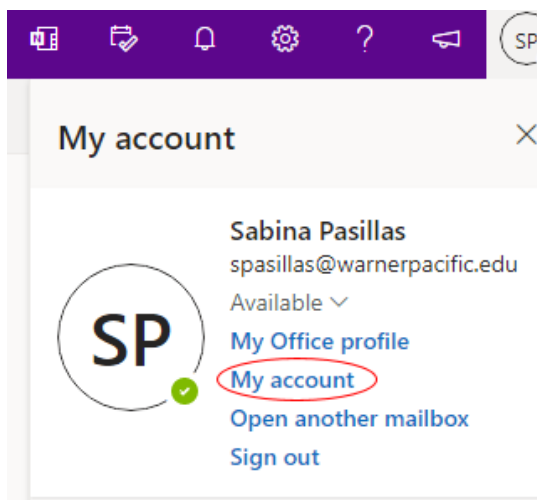 SP
My account
Sabina Pasillas
spasillas@warnerpacific.edu
Available
SP
My Office profile
My account
Open another mailbox
Sign out